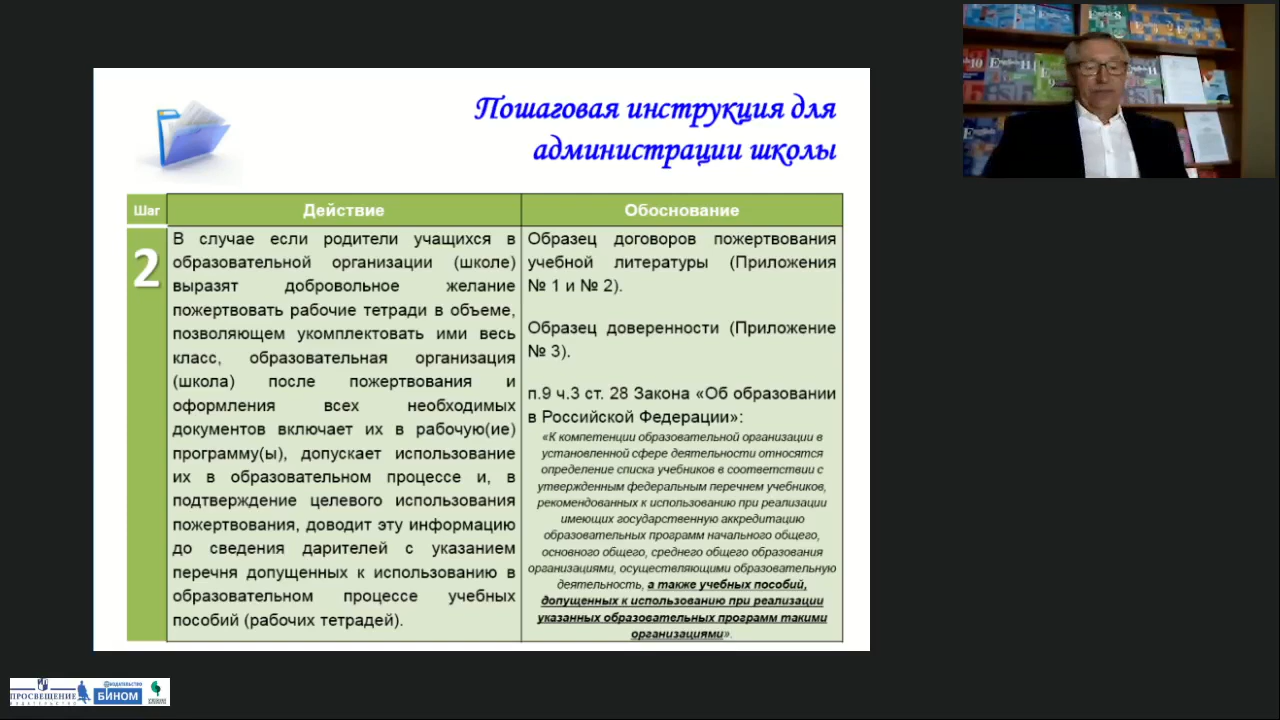 Пошаговая инструкция для
администрации школы
Шаг
Действие
Обоснование
2
В случае если родители учащихся в
образовательной организации (школе)
выразят добровольное желание
пожертвовать рабочие тетради в объеме,
позволяющем укомплектовать ими весь
класс, образовательная организация
(школа) после пожертвования и
оформления всех необходимых
документов включает их в рабочую(ие)
программу(ы), допускает использование
их в образовательном процессе и, в
подтверждение целевого использования
пожертвования, доводит эту информацию
до сведения дарителей с указанием
перечня допущенных к использованию в
образовательном процессе учебных
пособий (рабочих тетрадей).
Образец договоров пожертвования
учебной литературы (Приложения
№ 1 и № 2).
Образец доверенности (Приложение
№ 3).
п.9 ч.3 ст. 28 Закона «Об образовании
в Российской Федерации»:
«К компетенции образовательной организации в
установленной сфере деятельности относятся
определение списка учебников в соответствии с
утвержденным федеральным перечнем учебников,
рекомендованных к использованию при реализации
имеющих государственную аккредитацию
образовательных программ начального общего,
основного общего, среднего общего образования
организациями, осуществляющими образовательную
деятельность, а также учебных пособий,
допущенных к использованию при реализации
указанных образовательных программ такими
организациями».
ПРОСВЕЩЕНИЕ
ИЗДАТЕЛЬСТВО
ИЗДАТЕЛЬСТВО
БИНОМ
English 11